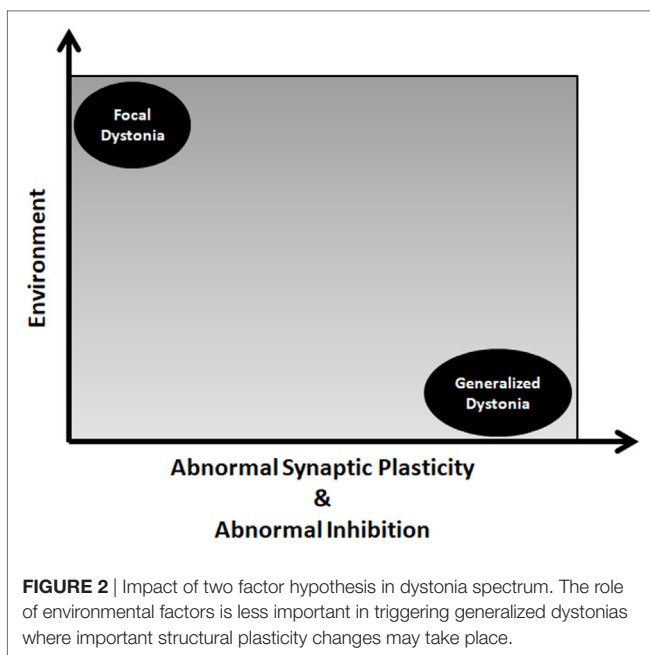 Focal
Dystonia
Environment
Generalized
Dystonia
Abnormal Synaptic Plasticity
&
Abnormal Inhibition
FIGURE 2 | Impact of two factor hypothesis in dystonia spectrum. The role
of environmental factors is less important in triggering generalized dystonias
where important structural plasticity changes may take place.